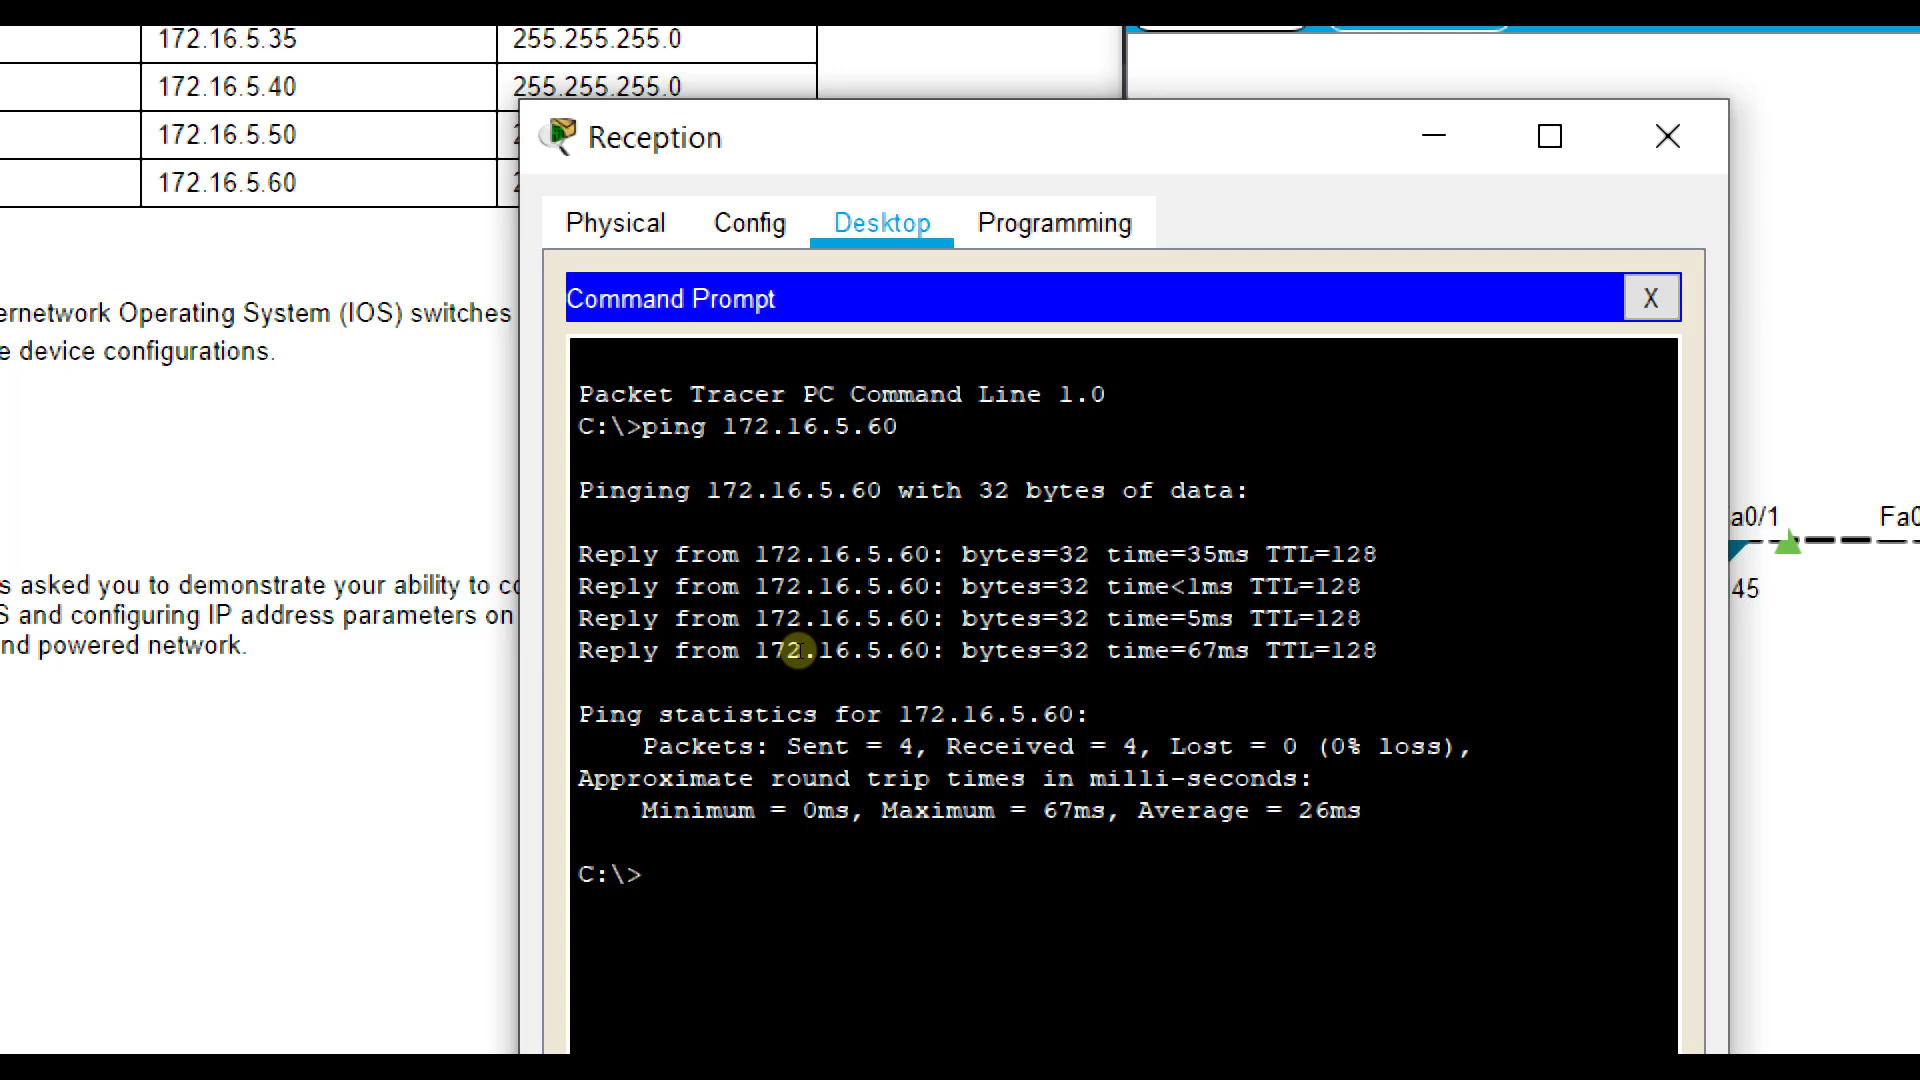 172.16.5.35 255.255.255.0
172.16.5.40 255.255.255.0
172.16.5.50
172.16.5.60
ernetwork Operating System (IOS) switches
e device configurations.
s asked you to demonstrate your ability to co
S and configuring IP address parameters on
nd powered network.
Reception
Physical Config Desktop Programming
Command Prompt X
Packet Tracer PC Command Line 1.0
C:\>ping 172.16.5.60
Pinging 172.16.5.60 with 32 bytes of data:
Reply from 172.16.5.60: bytes=32 time=35ms TTL=128
Reply from 172.16.5.60: bytes=32 time<1ms TTL=128
Reply from 172.16.5.60: bytes=32 time=5ms TTL=128
Reply from 172.16.5.60: bytes=32 time=67ms TTL=128
Ping statistics for 172.16.5.60:
Packets: Sent = 4, Received = 4, Lost = 0 (0% loss),
Approximate round trip times in milli-seconds:
Minimum = 0ms, Maximum = 67ms, Average = 26ms
C:\>
a0/1 Fa0
45